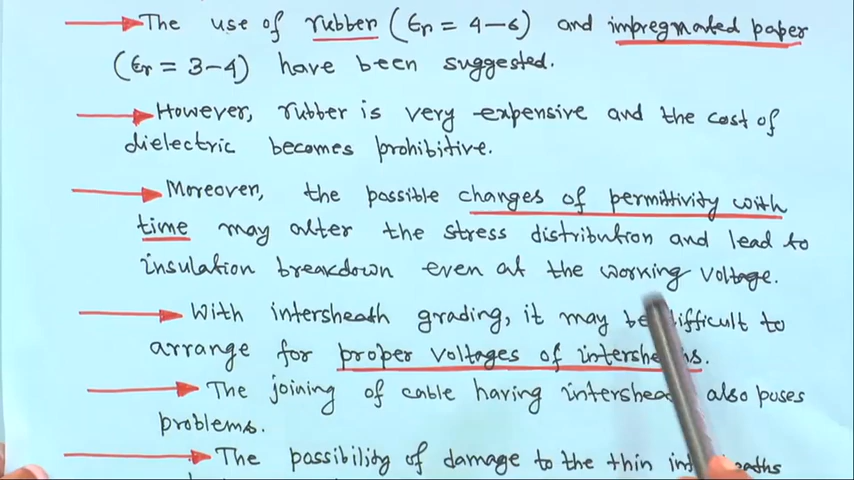 The use of rubber (εr = 4-6) and impregnated paper
(εr = 3-4) have been suggested.
However, rubber is very expensive and the cost of
dielectric becomes prohibitive.
Moreover, the possible changes of permittivity with
time may alter the stress distribution and lead to
insulation breakdown even at the working voltage.
With intersheath grading, it may be difficult to
arrange for proper voltages of
The joining of cable having also poses
problems.
The possibility of damage to the thin